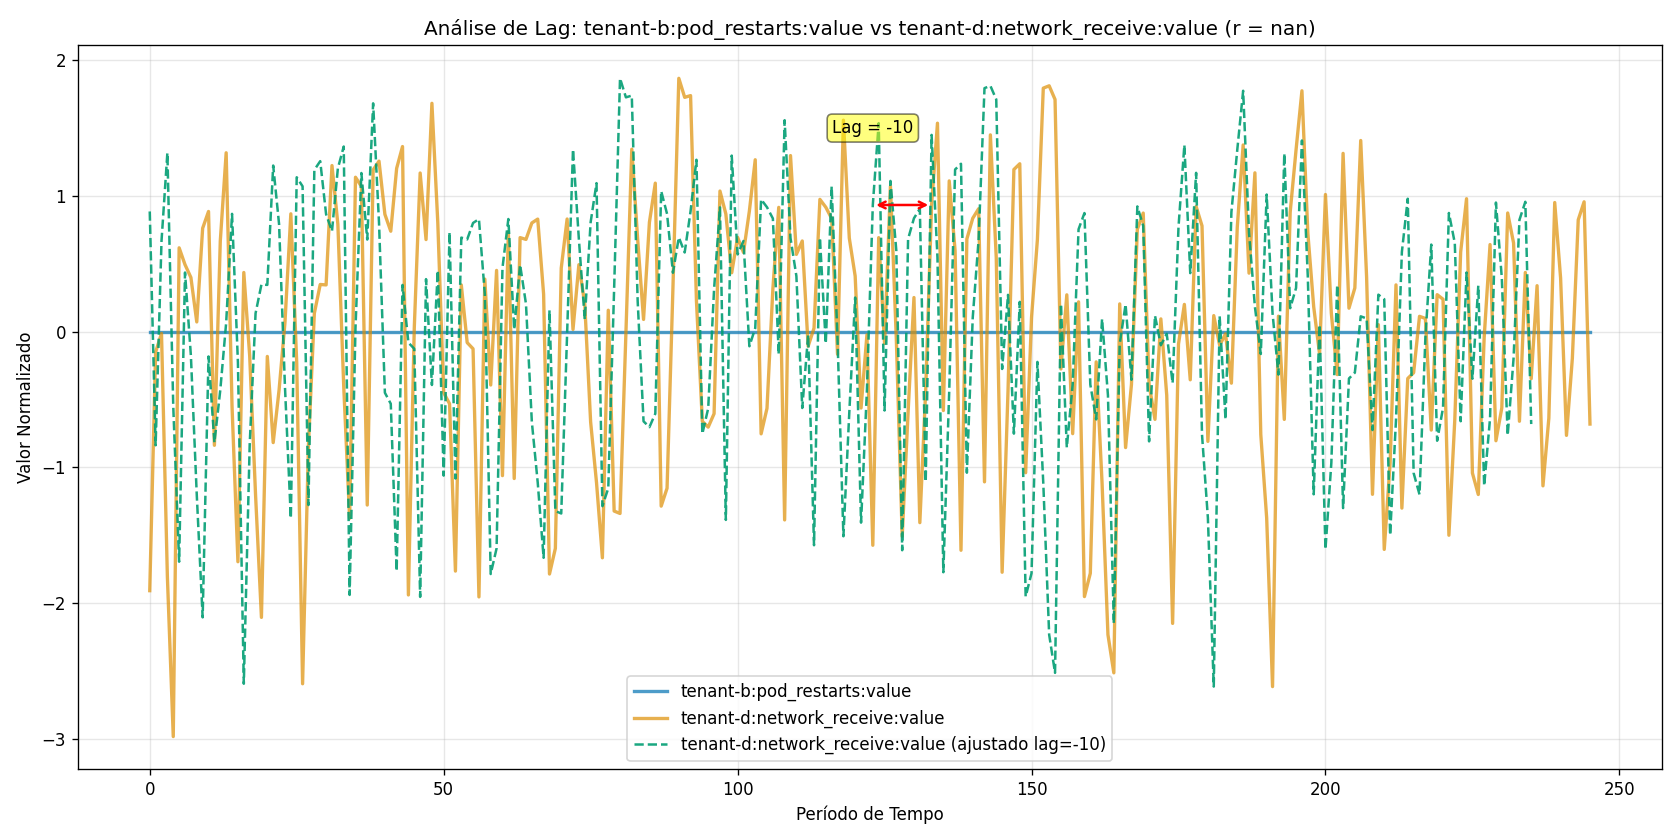 Análise de Lag: tenant-b:pod_restarts:value vs tenant-d:network_receive:value (r = nan)
2
1
0
−1
−2
−3
Valor Normalizado
Lag = -10
tenant-b:pod_restarts:value
tenant-d:network_receive:value
tenant-d:network_receive:value (ajustado lag=-10)
0 50 100 150 200 250
Período de Tempo